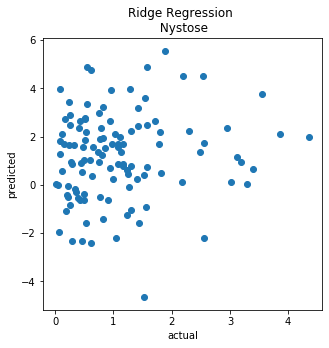 Ridge Regression
Nystose
predicted
6
4
2
0
−2
−4
0
1
2
3
4
actual